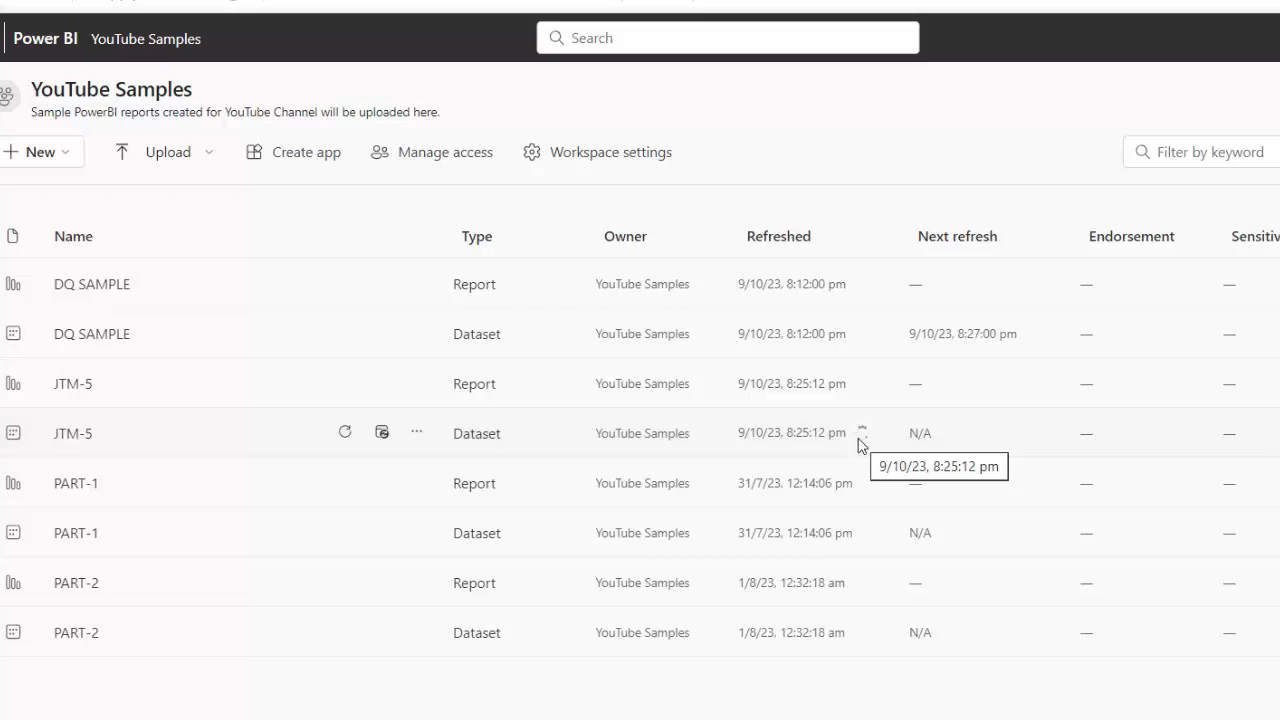 Power BI YouTube Samples Search
YouTube Samples
Sample PowerBI reports created for YouTube Channel will be uploaded here.
New Upload Create app Manage access Workspace settings Filter by keyword
Name Type Owner Refreshed Next refresh Endorsement Sensitiv
DQ SAMPLE Report YouTube Samples 9/10/23, 8:12:00 pm — — —
DQ SAMPLE Dataset YouTube Samples 9/10/23, 8:12:00 pm 9/10/23, 8:27:00 pm — —
JTM-5 Report YouTube Samples 9/10/23, 8:25:12 pm — — —
JTM-5 Dataset YouTube Samples 9/10/23, 8:25:12 pm N/A — —
9/10/23, 8:25:12 pm
PART-1 Report YouTube Samples 31/7/23, 12:14:06 pm — — —
PART-1 Dataset YouTube Samples 31/7/23, 12:14:06 pm N/A — —
PART-2 Report YouTube Samples 1/8/23, 12:32:18 am — — —
PART-2 Dataset YouTube Samples 1/8/23, 12:32:18 am N/A — —